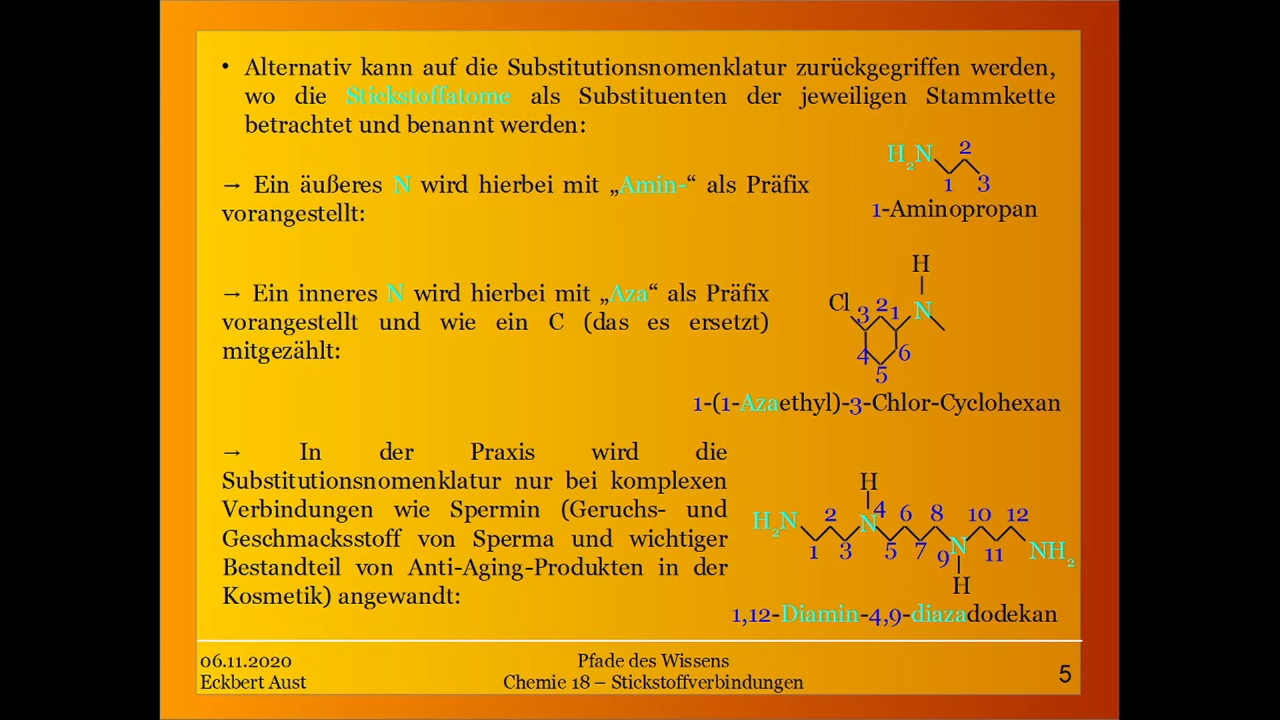 • Alternativ kann auf die Substitutionsnomenklatur zurückgegriffen werden,
wo die Stickstoffatome als Substituenten der jeweiligen Stammkette
betrachtet und benannt werden:
H₂N 2
1 3
1-Aminopropan
→ Ein äußeres N wird hierbei mit „Amin-“ als Präfix
vorangestellt:
H
Cl 3 2 1 N
4 6
5
1-(1-Azaethyl)-3-Chlor-Cyclohexan
→ Ein inneres N wird hierbei mit „Aza“ als Präfix
vorangestellt und wie ein C (das es ersetzt)
mitgezählt:
→ In der Praxis wird die
Substitutionsnomenklatur nur bei komplexen
Verbindungen wie Spermin (Geruchs- und
Geschmacksstoff von Sperma und wichtiger
Bestandteil von Anti-Aging-Produkten in der
Kosmetik) angewandt:
H
H₂N 2 N 4 6 8 10 12
1 3 5 7 9 N 11 NH₂
H
1,12-Diamin-4,9-diazadodekan
06.11.2020
Eckbert Aust
Pfade des Wissens
Chemie 18 – Stickstoffverbindungen
5